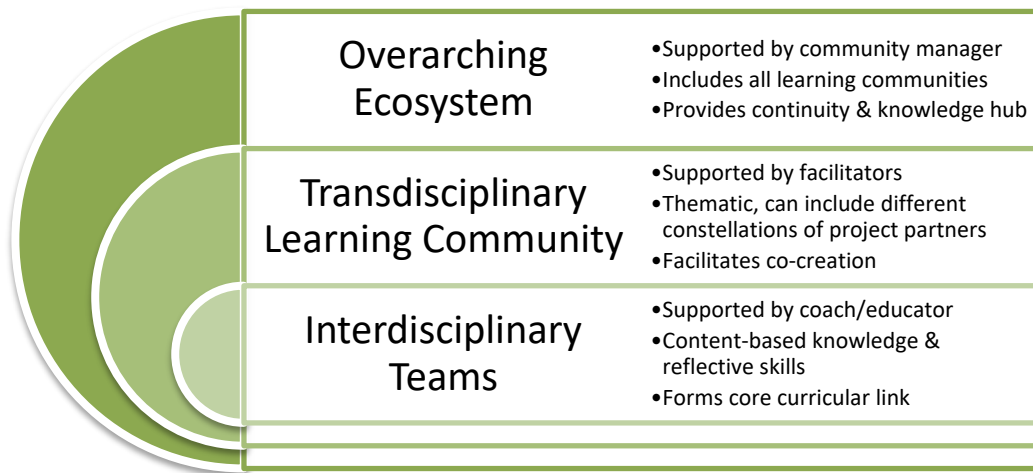 Overarching
Ecosystem
•Supported by community manager
•Includes all learning communities
•Provides continuity & knowledge hub
Transdisciplinary
Learning Community
•Supported by facilitators
•Thematic, can include different
constellations of project partners
•Facilitates co-creation
Interdisciplinary
Teams
•Supported by coach/educator
•Content-based knowledge &
reflective skills
•Forms core curricular link